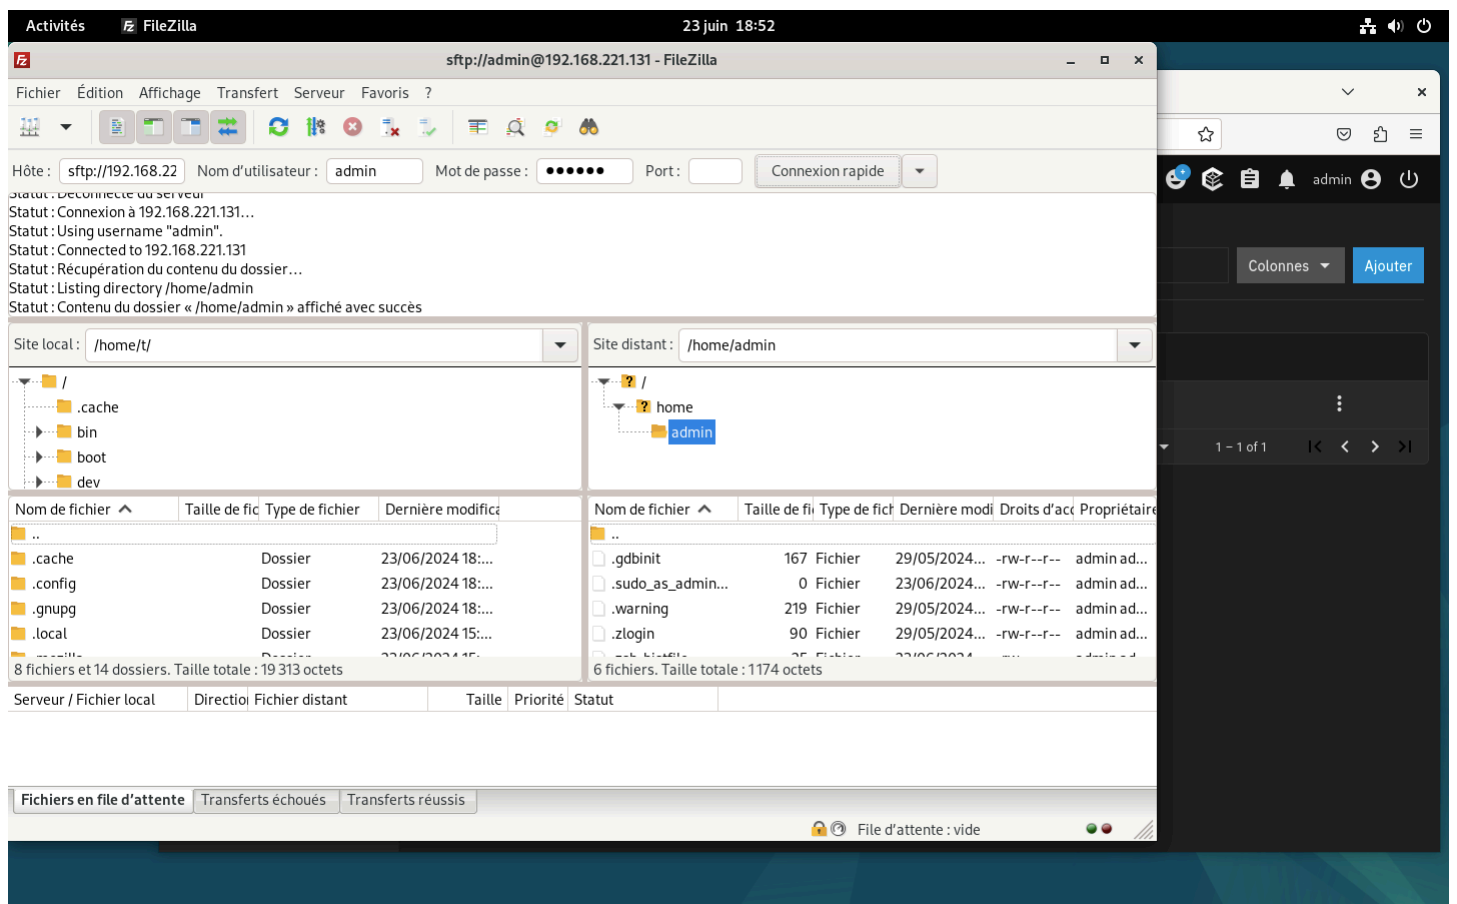 Activités FileZilla 23 juin 18:52
sftp://admin@192.168.221.131 - FileZilla
Fichier Édition Affichage Transfert Serveur Favoris ?
Hôte : sftp://192.168.22 Nom d'utilisateur : admin Mot de passe : ●●●●●● Port : Connexion rapide
admin
Statut : Déconnecté du serveur
Statut : Connexion à 192.168.221.131...
Statut : Using username "admin".
Statut : Connected to 192.168.221.131
Statut : Récupération du contenu du dossier...
Statut : Listing directory /home/admin
Statut : Contenu du dossier « /home/admin » affiché avec succès
Colonnes Ajouter
Site local : /home/t/
/
.cache
bin
boot
dev
Site distant : /home/admin
/
home
admin
1 – 1 of 1
Nom de fichier Taille de fic Type de fichier Dernière modifica
..
.cache Dossier 23/06/2024 18:...
.config Dossier 23/06/2024 18:...
.gnupg Dossier 23/06/2024 18:...
.local Dossier 23/06/2024 15:...
8 fichiers et 14 dossiers. Taille totale : 19 313 octets
Nom de fichier Taille de fi Type de fich Dernière modi Droits d'acc Propriétaire
..
.gdbinit 167 Fichier 29/05/2024... -rw-r--r-- admin ad...
.sudo_as_admin... 0 Fichier 23/06/2024... -rw-r--r-- admin ad...
.warning 219 Fichier 29/05/2024... -rw-r--r-- admin ad...
.zlogin 90 Fichier 29/05/2024... -rw-r--r-- admin ad...
6 fichiers. Taille totale : 1174 octets
Serveur / Fichier local Direction Fichier distant Taille Priorité Statut
Fichiers en file d'attente Transferts échoués Transferts réussis
File d'attente : vide